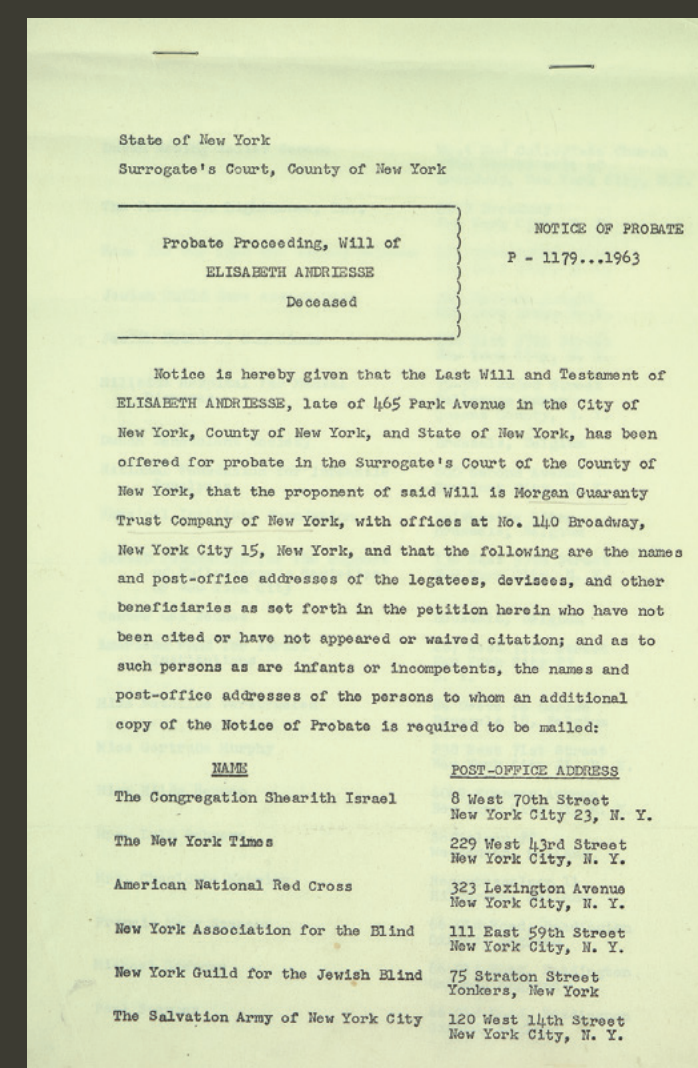 State of New York
Surrogate's Court, County of New York
Probate Proceeding, Will of
ELISABETH ANDRIESSE
Deceased
NOTICE OF PROBATE
P - 1179...1963
Notice is hereby given that the Last Will and Testament of
ELISABETH ANDRIESSE, late of 465 Park Avenue in the City of
New York, County of New York, and State of New York, has been
offered for probate in the Surrogate's Court of the County of
New York, that the proponent of said Will is Morgan Guaranty
Trust Company of New York, with offices at No. 140 Broadway,
New York City 15, New York, and that the following are the names
and post-office addresses of the legatees, devisees, and other
beneficiaries as set forth in the petition herein who have not
been cited or have not appeared or waived citation; and as to
such persons as are infants or incompetents, the names and
post-office addresses of the persons to whom an additional
copy of the Notice of Probate is required to be mailed:
NAME POST-OFFICE ADDRESS
The Congregation Shearith Israel 8 West 70th Street
New York City 23, N. Y.
The New York Times 229 West 43rd Street
New York City, N. Y.
American National Red Cross 323 Lexington Avenue
New York City, N. Y.
New York Association for the Blind 111 East 59th Street
New York City, N. Y.
New York Guild for the Jewish Blind 75 Straton Street
Yonkers, New York
The Salvation Army of New York City 120 West 14th Street
New York City, N. Y.